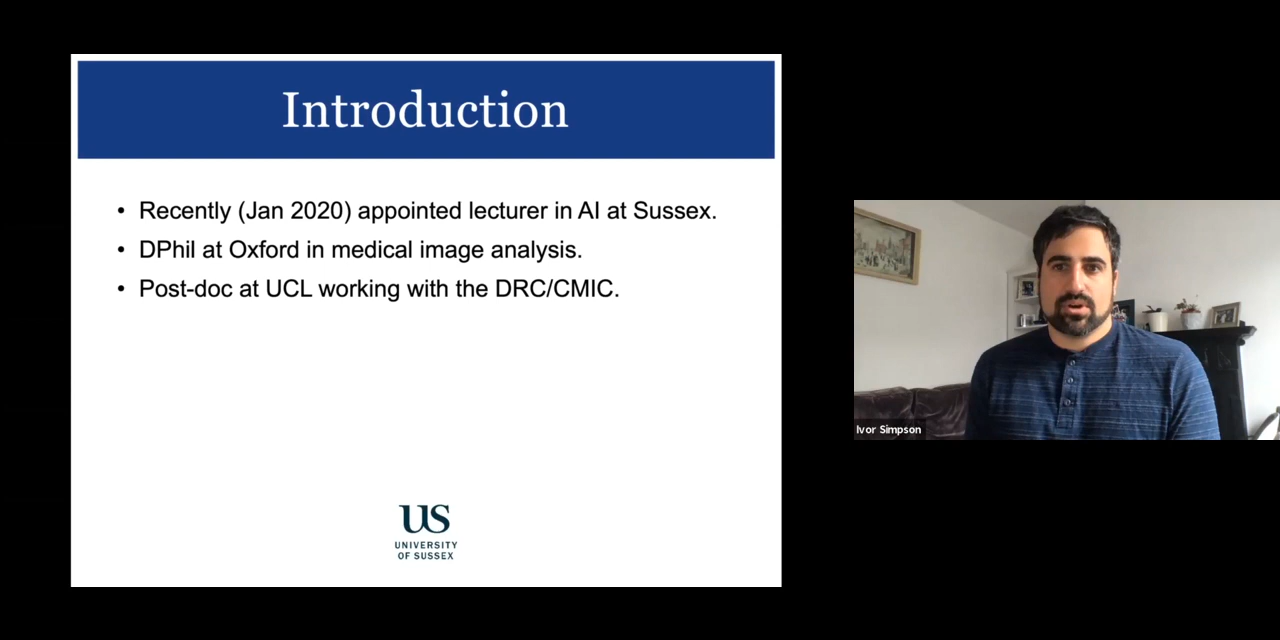 Introduction
• Recently (Jan 2020) appointed lecturer in AI at Sussex.
• DPhil at Oxford in medical image analysis.
• Post-doc at UCL working with the DRC/CMIC.
US
UNIVERSITY
OF SUSSEX
Ivor Simpson